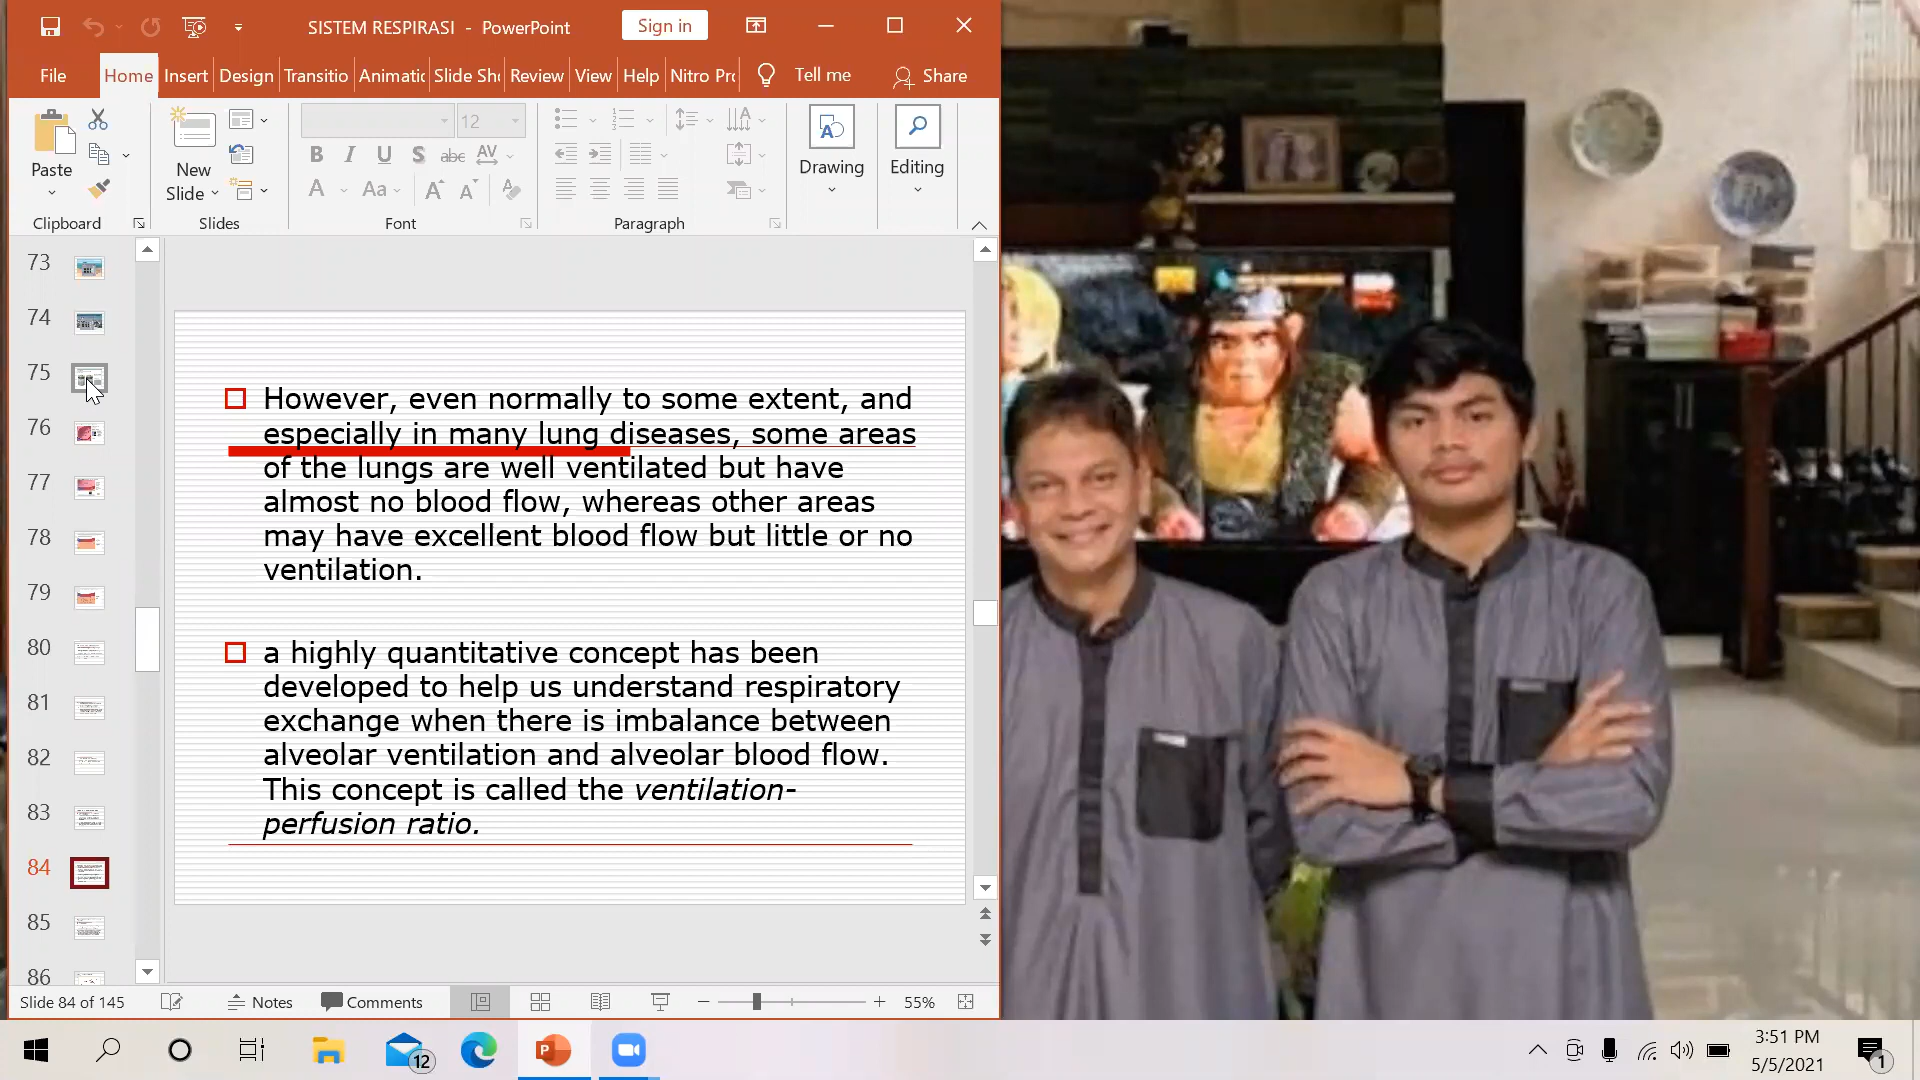 SISTEM RESPIRASI - PowerPoint
Sign in
File
Home
Insert
Design
Transitio
Animatic
Slide Sh
Review
View
Help
Nitro Pr
Tell me
Share
Paste
New
Slide
12
B I U S abc AV
A Aa A A
Drawing
Editing
Clipboard
Slides
Font
Paragraph
73
74
75
76
77
78
79
80
81
82
83
84
85
86
However, even normally to some extent, and
especially in many lung diseases, some areas
of the lungs are well ventilated but have
almost no blood flow, whereas other areas
may have excellent blood flow but little or no
ventilation.
a highly quantitative concept has been
developed to help us understand respiratory
exchange when there is imbalance between
alveolar ventilation and alveolar blood flow.
This concept is called the ventilation-
perfusion ratio.
Slide 84 of 145
Notes
Comments
55%
12
3:51 PM
5/5/2021
1